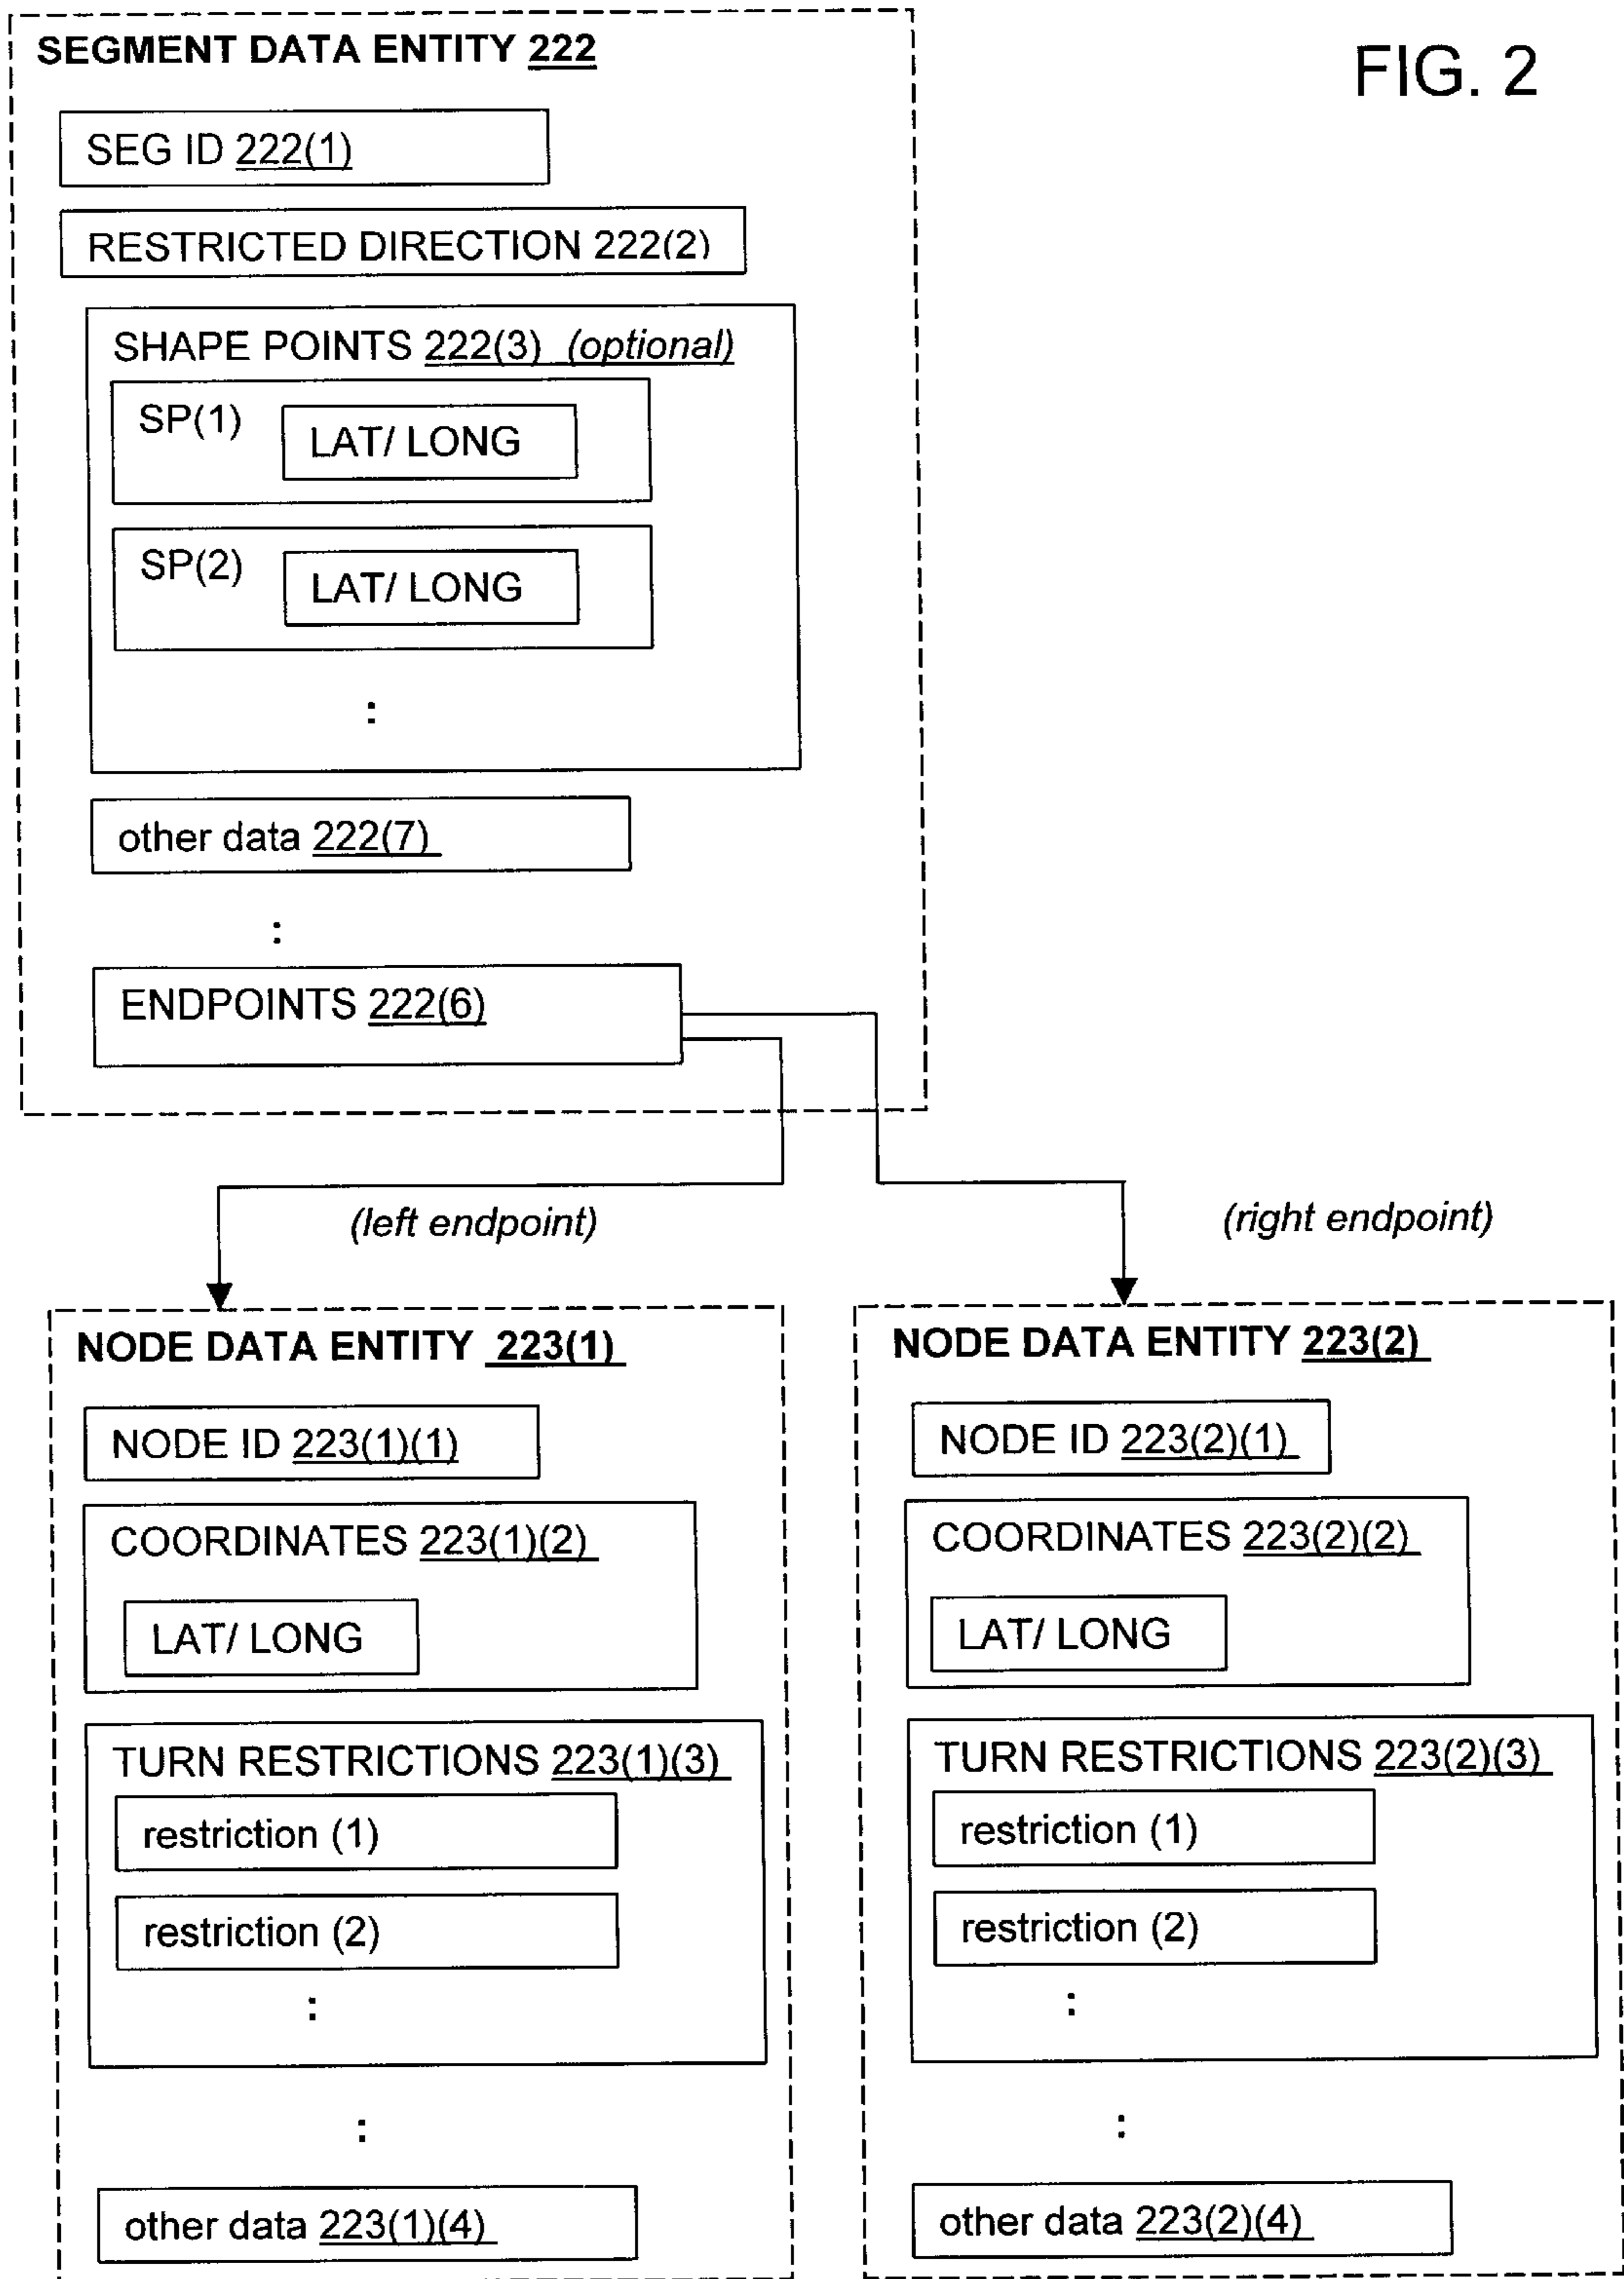 FIG. 2
SEGMENT DATA ENTITY 222
SEG ID 222(1)
RESTRICTED DIRECTION 222(2)
SHAPE POINTS 222(3) (optional)
SP(1)
LAT/ LONG
SP(2)
LAT/ LONG
:
other data 222(7)
:
ENDPOINTS 222(6)
(left endpoint)
(right endpoint)
NODE DATA ENTITY 223(1)
NODE ID 223(1)(1)
COORDINATES 223(1)(2)
LAT/ LONG
TURN RESTRICTIONS 223(1)(3)
restriction (1)
restriction (2)
:
:
other data 223(1)(4)
NODE DATA ENTITY 223(2)
NODE ID 223(2)(1)
COORDINATES 223(2)(2)
LAT/ LONG
TURN RESTRICTIONS 223(2)(3)
restriction (1)
restriction (2)
:
:
other data 223(2)(4)